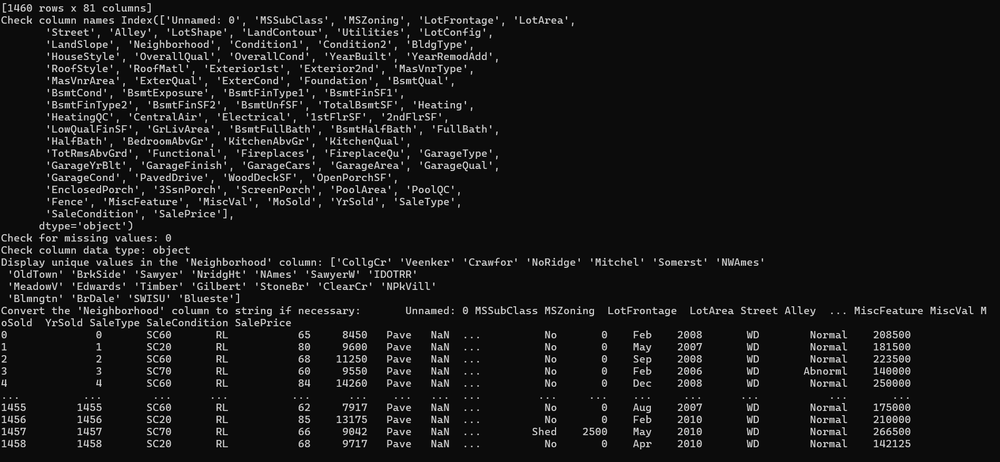 [1460 rows x 81 columns]
Check column names Index(['Unnamed: 0', 'MSSubClass', 'MSZoning', 'LotFrontage', 'LotArea',
       'Street', 'Alley', 'LotShape', 'LandContour', 'Utilities', 'LotConfig',
       'LandSlope', 'Neighborhood', 'Condition1', 'Condition2', 'BldgType',
       'HouseStyle', 'OverallQual', 'OverallCond', 'YearBuilt', 'YearRemodAdd',
       'RoofStyle', 'RoofMatl', 'Exterior1st', 'Exterior2nd', 'MasVnrType',
       'MasVnrArea', 'ExterQual', 'ExterCond', 'Foundation', 'BsmtQual',
       'BsmtCond', 'BsmtExposure', 'BsmtFinType1', 'BsmtFinSF1',
       'BsmtFinType2', 'BsmtFinSF2', 'BsmtUnfSF', 'TotalBsmtSF', 'Heating',
       'HeatingQC', 'CentralAir', 'Electrical', '1stFlrSF', '2ndFlrSF',
       'LowQualFinSF', 'GrLivArea', 'BsmtFullBath', 'BsmtHalfBath', 'FullBath',
       'HalfBath', 'BedroomAbvGr', 'KitchenAbvGr', 'KitchenQual',
       'TotRmsAbvGrd', 'Functional', 'Fireplaces', 'FireplaceQu', 'GarageType',
       'GarageYrBlt', 'GarageFinish', 'GarageCars', 'GarageArea', 'GarageQual',
       'GarageCond', 'PavedDrive', 'WoodDeckSF', 'OpenPorchSF',
       'EnclosedPorch', '3SsnPorch', 'ScreenPorch', 'PoolArea', 'PoolQC',
       'Fence', 'MiscFeature', 'MiscVal', 'MoSold', 'YrSold', 'SaleType',
       'SaleCondition', 'SalePrice'],
      dtype='object')
Check for missing values: 0
Check column data type: object
Display unique values in the 'Neighborhood' column: ['CollgCr' 'Veenker' 'Crawfor' 'NoRidge' 'Mitchel' 'Somerst' 'NWAmes'
 'OldTown' 'BrkSide' 'Sawyer' 'NridgHt' 'NAmes' 'SawyerW' 'IDOTRR'
 'MeadowV' 'Edwards' 'Timber' 'Gilbert' 'StoneBr' 'ClearCr' 'NPkVill'
 'Blmngtn' 'BrDale' 'SWISU' 'Blueste']
Convert the 'Neighborhood' column to string if necessary:       Unnamed: 0 MSSubClass MSZoning  LotFrontage  LotArea Street Alley  ... MiscFeature MiscVal M
oSold  YrSold SaleType SaleCondition SalePrice
0              0       SC60       RL           65     8450   Pave   NaN  ...          No       0    Feb    2008       WD        Normal    208500
1              1       SC20       RL           80     9600   Pave   NaN  ...          No       0    May    2007       WD        Normal    181500
2              2       SC60       RL           68    11250   Pave   NaN  ...          No       0    Sep    2008       WD        Normal    223500
3              3       SC70       RL           60     9550   Pave   NaN  ...          No       0    Feb    2006       WD       Abnorml    140000
4              4       SC60       RL           84    14260   Pave   NaN  ...          No       0    Dec    2008       WD        Normal    250000
...          ...        ...      ...          ...      ...    ...   ...  ...         ...     ...    ...     ...      ...           ...       ...
1455        1455       SC60       RL           62     7917   Pave   NaN  ...          No       0    Aug    2007       WD        Normal    175000
1456        1456       SC20       RL           85    13175   Pave   NaN  ...          No       0    Feb    2010       WD        Normal    210000
1457        1457       SC70       RL           66     9042   Pave   NaN  ...        Shed    2500    May    2010       WD        Normal    266500
1458        1458       SC20       RL           68     9717   Pave   NaN  ...          No       0    Apr    2010       WD        Normal    142125